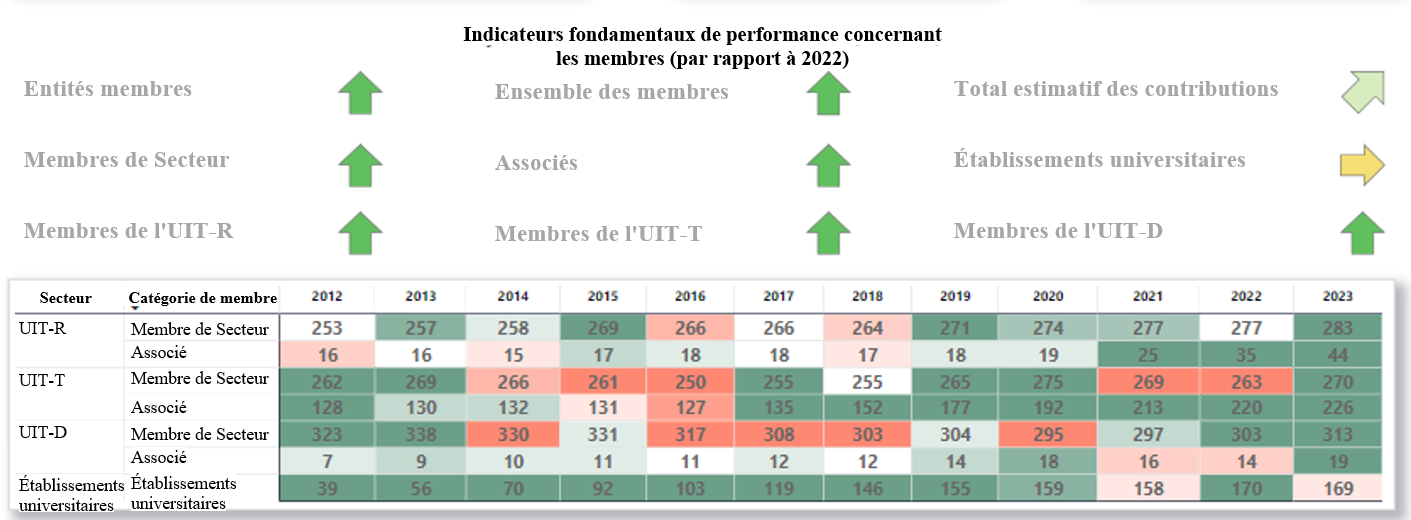 Indicateurs fondamentaux de performance concernant
les membres (par rapport à 2022)
Entités membres
Ensemble des membres
Total estimatif des contributions
Membres de Secteur
Associés
Établissements universitaires
Membres de l'UIT-R
Membres de l'UIT-T
Membres de l'UIT-D
Secteur Catégorie de membre 2012 2013 2014 2015 2016 2017 2018 2019 2020 2021 2022 2023
UIT-R Membre de Secteur 253 257 258 269 266 266 264 271 274 277 277 283
Associé 16 16 15 17 18 18 17 18 19 25 35 44
UIT-T Membre de Secteur 262 269 266 261 250 255 255 265 275 269 263 270
Associé 128 130 132 131 127 135 152 177 192 213 220 226
UIT-D Membre de Secteur 323 338 330 331 317 308 303 304 295 297 303 313
Associé 7 9 10 11 11 12 12 14 18 16 14 19
Établissements universitaires Établissements universitaires 39 56 70 92 103 119 146 155 159 158 170 169